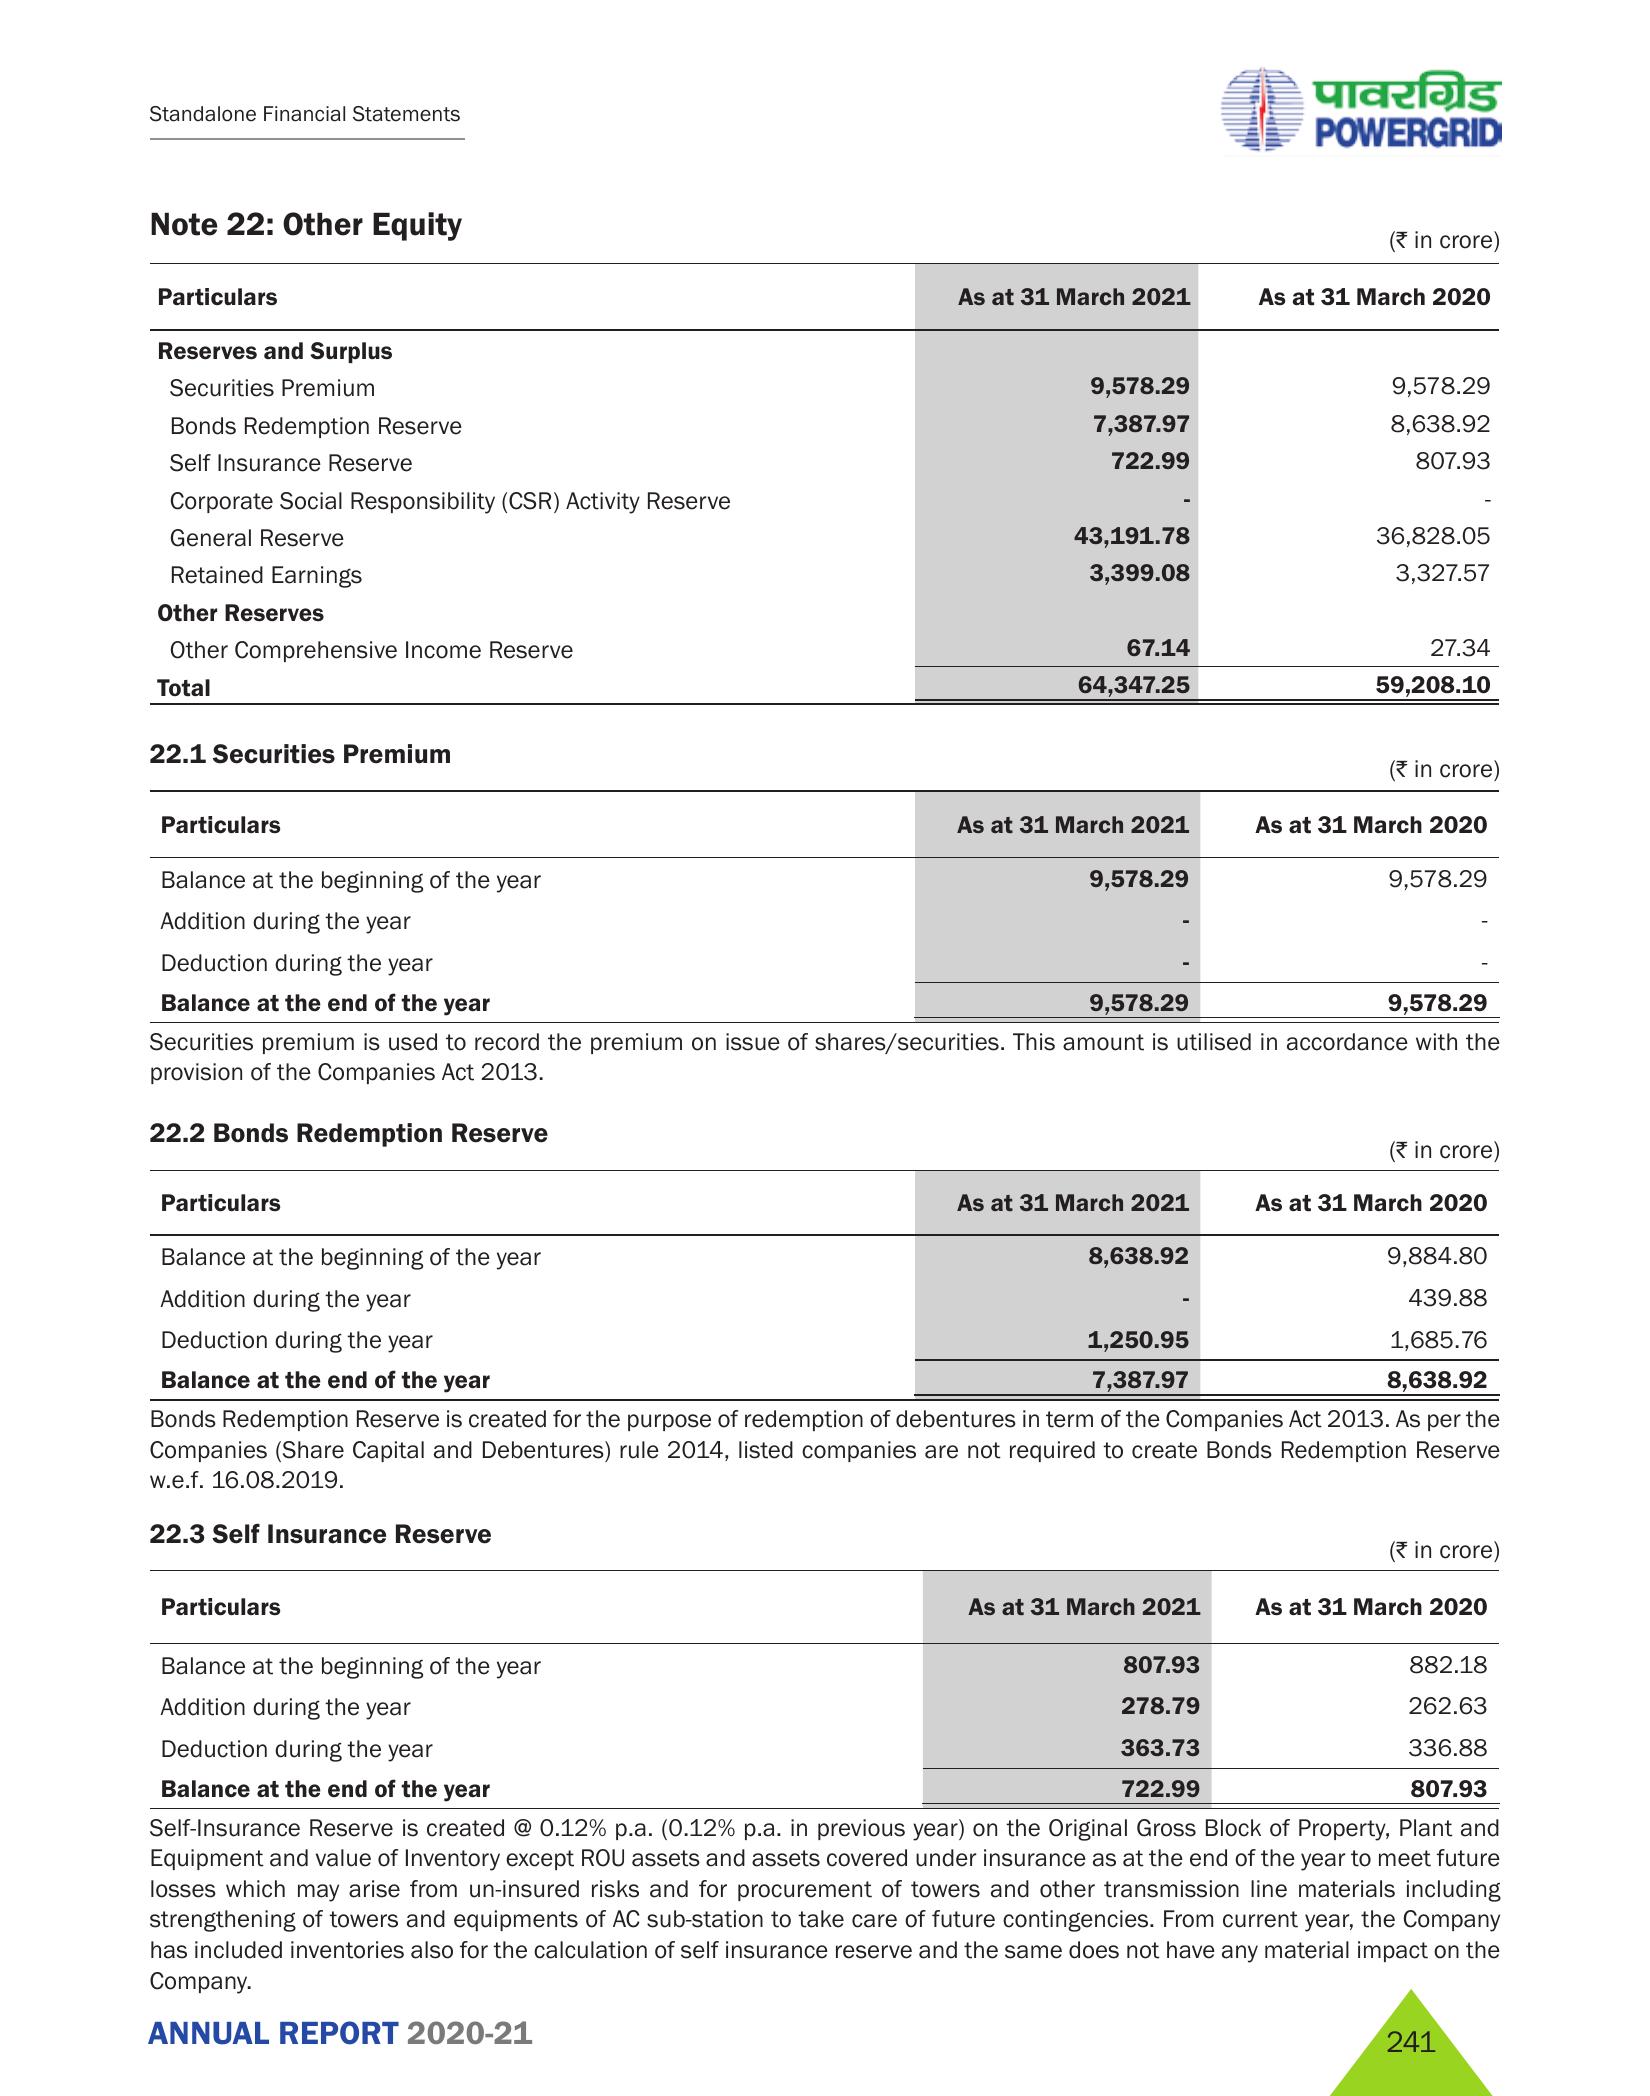 Standalone Financial Statements
पावरग्रिड
POWERGRID
Note 22: Other Equity
(₹ in crore)
Particulars As at 31 March 2021 As at 31 March 2020
Reserves and Surplus
Securities Premium 9,578.29 9,578.29
Bonds Redemption Reserve 7,387.97 8,638.92
Self Insurance Reserve 722.99 807.93
Corporate Social Responsibility (CSR) Activity Reserve - -
General Reserve 43,191.78 36,828.05
Retained Earnings 3,399.08 3,327.57
Other Reserves
Other Comprehensive Income Reserve 67.14 27.34
Total 64,347.25 59,208.10
22.1 Securities Premium
(₹ in crore)
Particulars As at 31 March 2021 As at 31 March 2020
Balance at the beginning of the year 9,578.29 9,578.29
Addition during the year - -
Deduction during the year - -
Balance at the end of the year 9,578.29 9,578.29
Securities premium is used to record the premium on issue of shares/securities. This amount is utilised in accordance with the
provision of the Companies Act 2013.
22.2 Bonds Redemption Reserve
(₹ in crore)
Particulars As at 31 March 2021 As at 31 March 2020
Balance at the beginning of the year 8,638.92 9,884.80
Addition during the year - 439.88
Deduction during the year 1,250.95 1,685.76
Balance at the end of the year 7,387.97 8,638.92
Bonds Redemption Reserve is created for the purpose of redemption of debentures in term of the Companies Act 2013. As per the
Companies (Share Capital and Debentures) rule 2014, listed companies are not required to create Bonds Redemption Reserve
w.e.f. 16.08.2019.
22.3 Self Insurance Reserve
(₹ in crore)
Particulars As at 31 March 2021 As at 31 March 2020
Balance at the beginning of the year 807.93 882.18
Addition during the year 278.79 262.63
Deduction during the year 363.73 336.88
Balance at the end of the year 722.99 807.93
Self-Insurance Reserve is created @ 0.12% p.a. (0.12% p.a. in previous year) on the Original Gross Block of Property, Plant and
Equipment and value of Inventory except ROU assets and assets covered under insurance as at the end of the year to meet future
losses which may arise from un-insured risks and for procurement of towers and other transmission line materials including
strengthening of towers and equipments of AC sub-station to take care of future contingencies. From current year, the Company
has included inventories also for the calculation of self insurance reserve and the same does not have any material impact on the
Company.
ANNUAL REPORT 2020-21
241